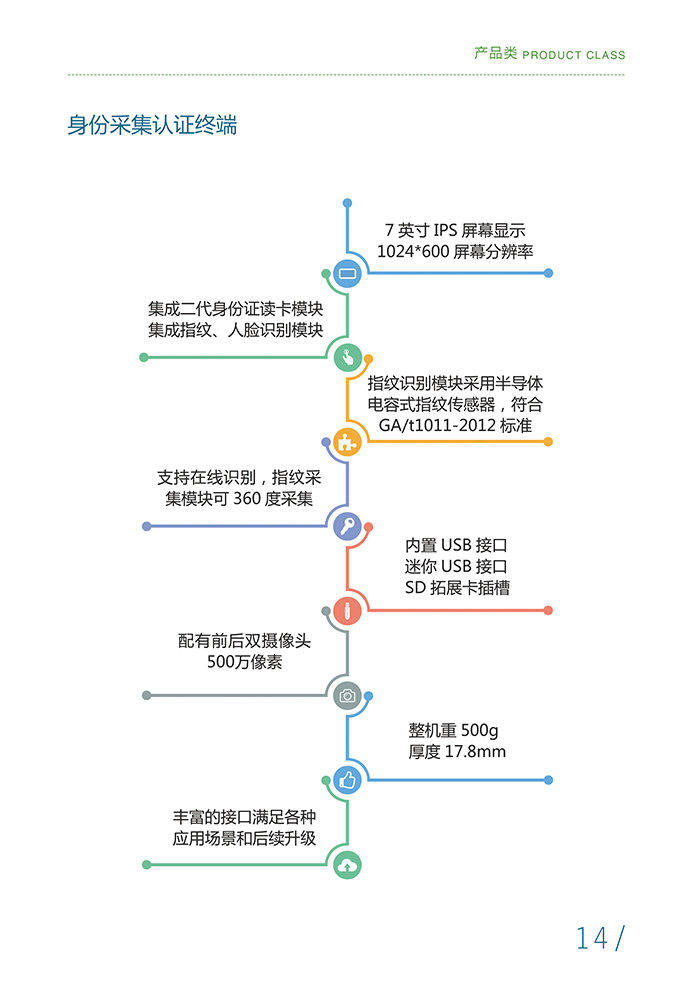 产品类 PRODUCT CLASS
身份采集认证终端
7 英寸 IPS 屏幕显示
1024*600 屏幕分辨率
集成二代身份证读卡模块
集成指纹、人脸识别模块
指纹识别模块采用半导体
电容式指纹传感器，符合
GA/t1011-2012 标准
支持在线识别，指纹采
集模块可 360 度采集
内置 USB 接口
迷你 USB 接口
SD 拓展卡插槽
配有前后双摄像头
500万像素
整机重 500g
厚度 17.8mm
丰富的接口满足各种
应用场景和后续升级
14/